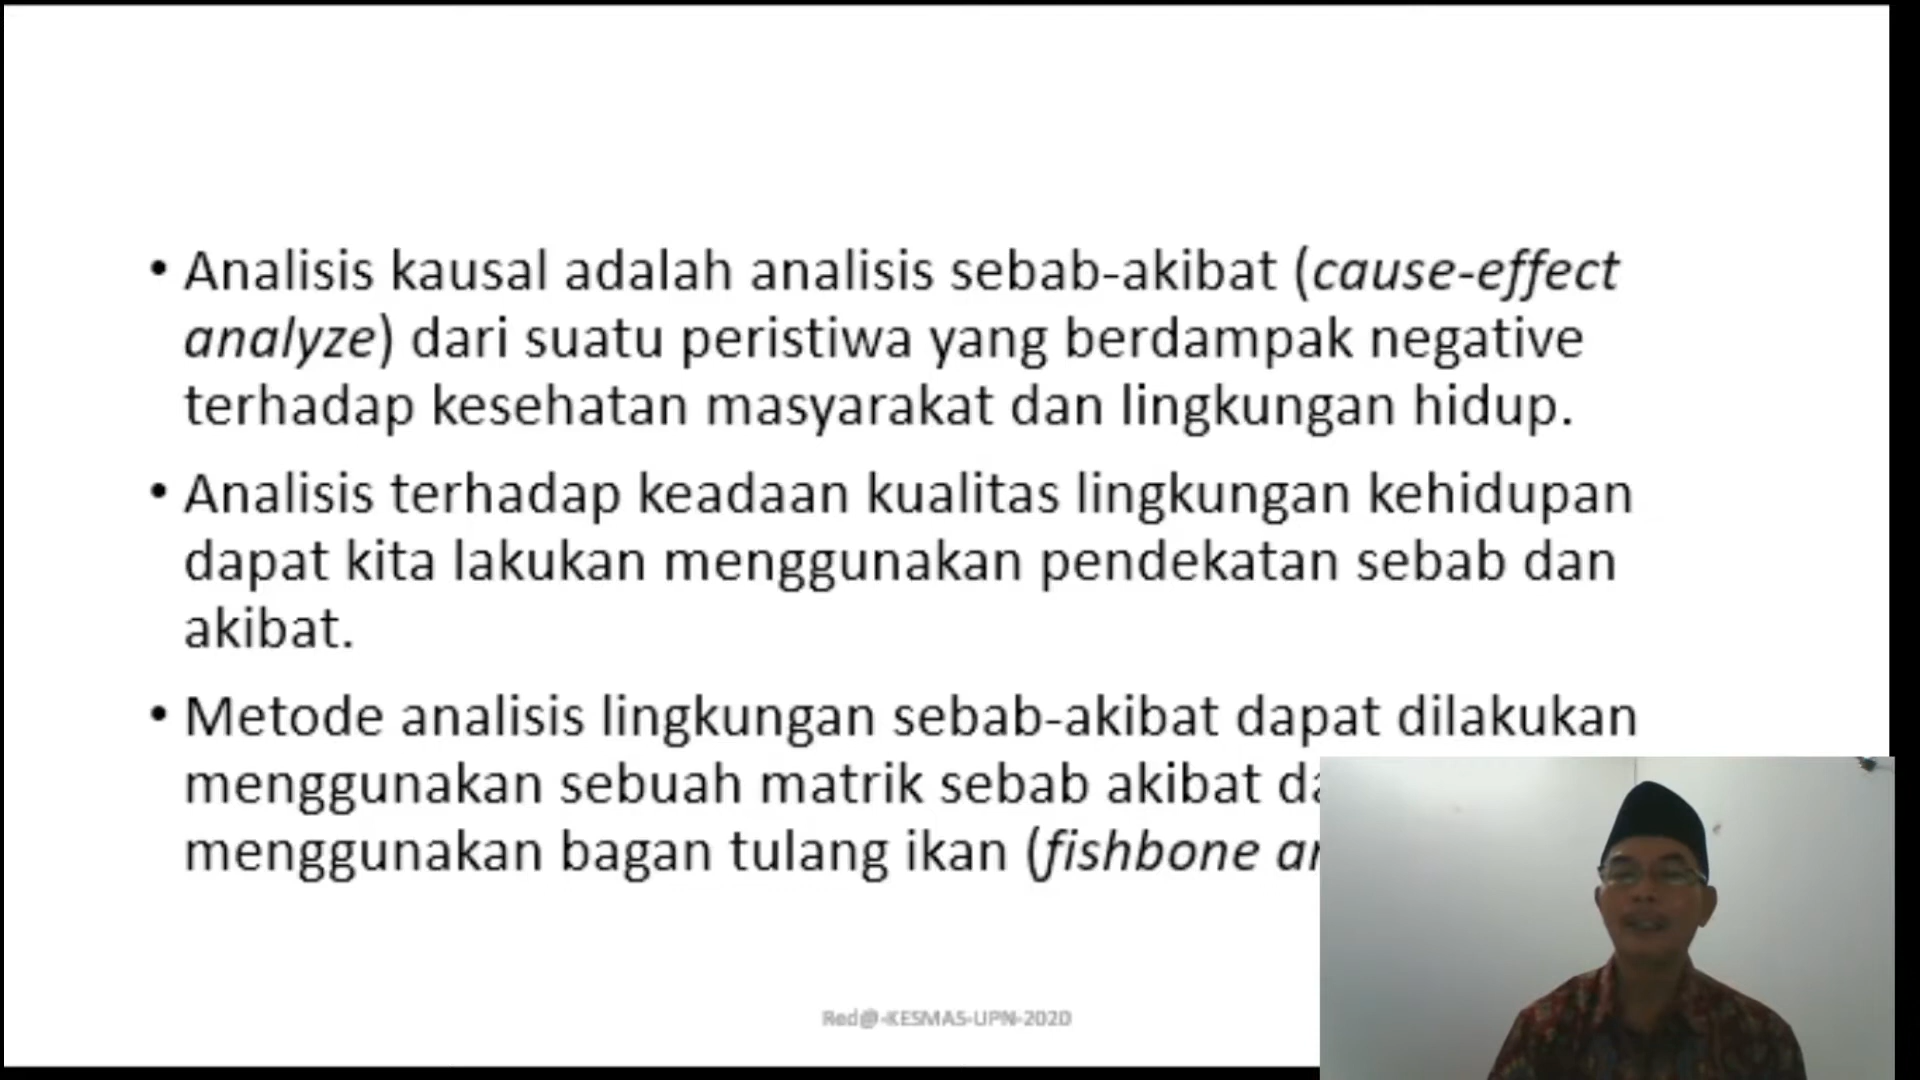 • Analisis kausal adalah analisis sebab-akibat (cause-effect
analyze) dari suatu peristiwa yang berdampak negative
terhadap kesehatan masyarakat dan lingkungan hidup.
• Analisis terhadap keadaan kualitas lingkungan kehidupan
dapat kita lakukan menggunakan pendekatan sebab dan
akibat.
• Metode analisis lingkungan sebab-akibat dapat dilakukan
menggunakan sebuah matrik sebab akibat
menggunakan bagan tulang ikan (fishbone
Red@-KESMAS-UPN-2020